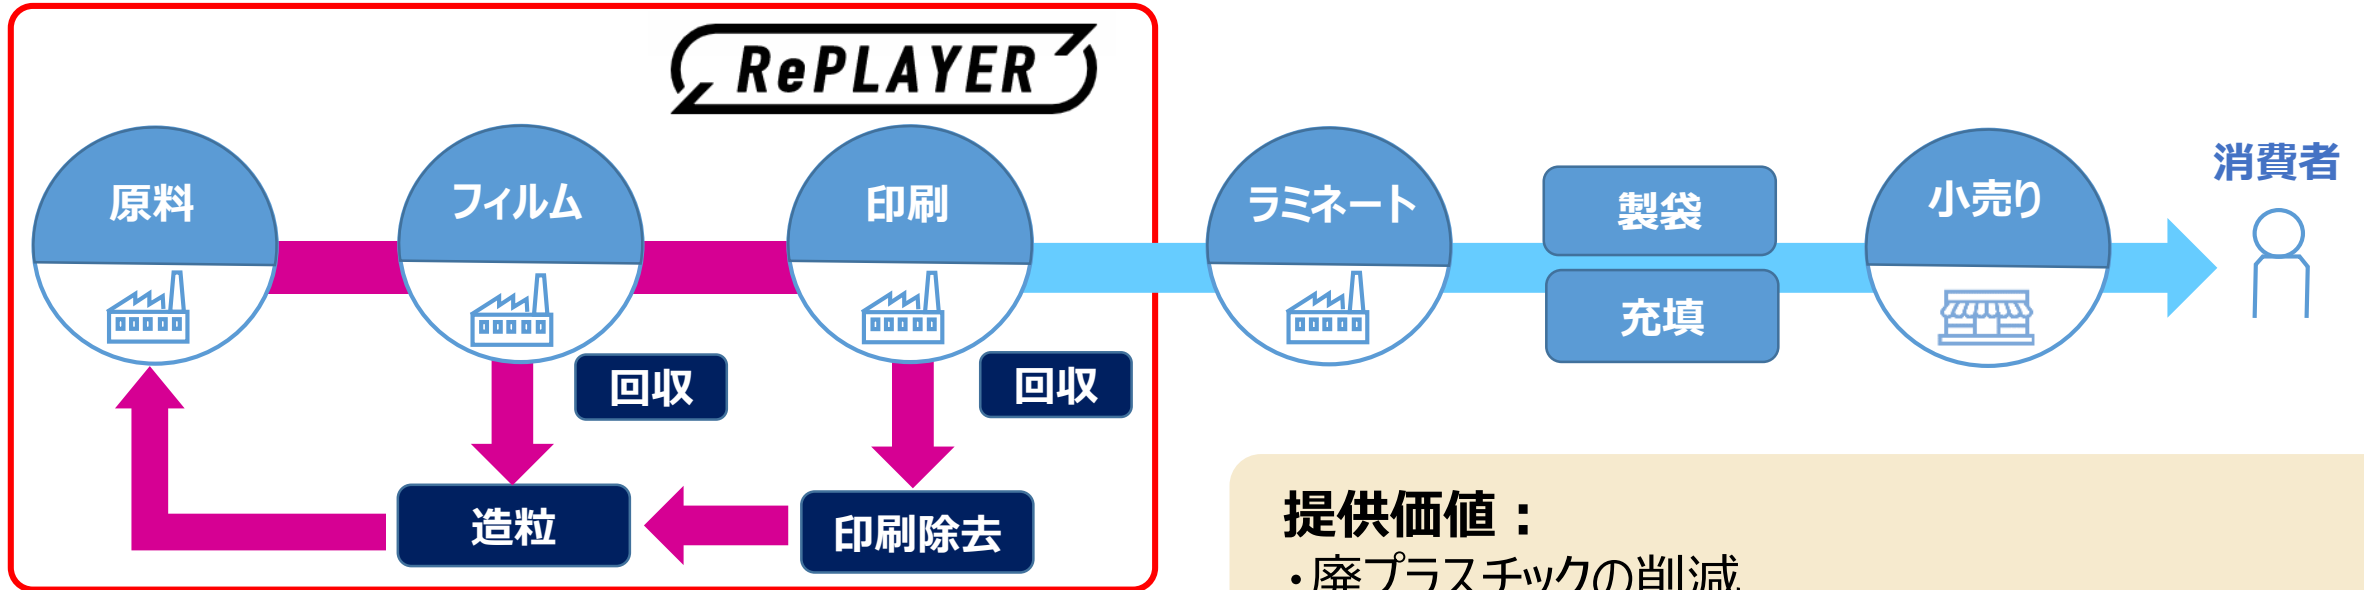 RePLAYER
原料
フィルム
印刷
ラミネート
製袋
充填
小売り
消費者
回収
回収
造粒
印刷除去
提供価値：
・廃プラスチックの削減